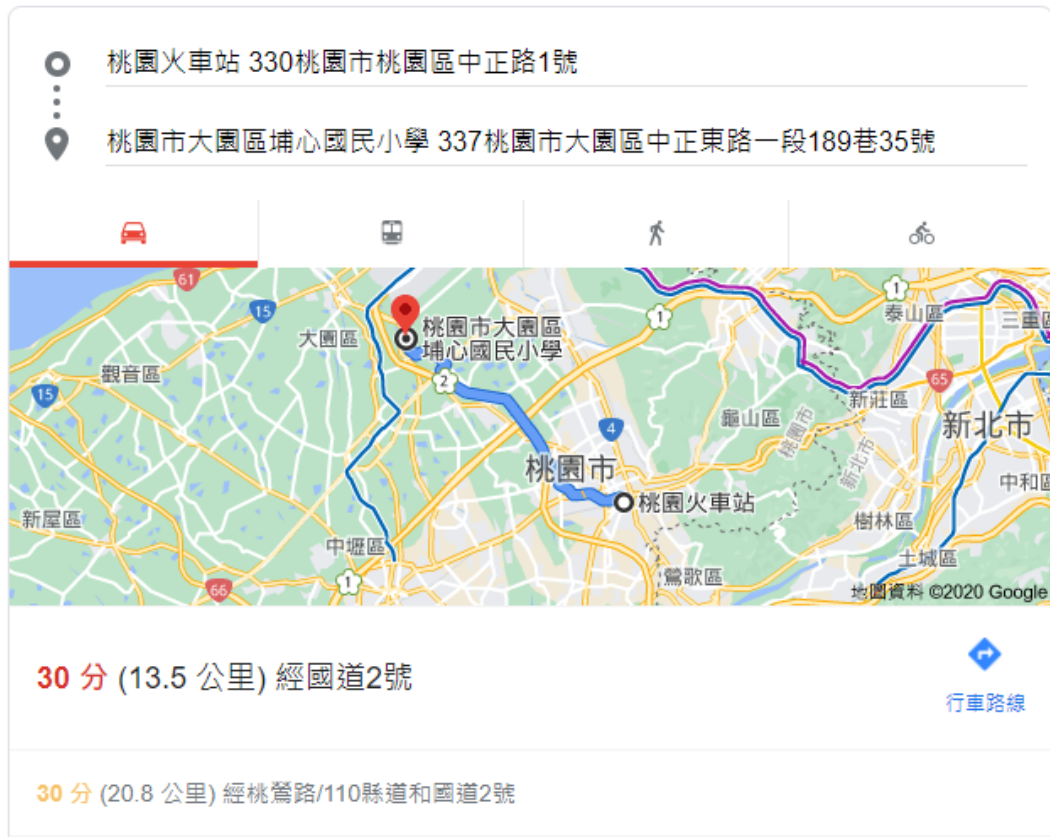 桃園火車站 330桃園市桃園區中正路1號
桃園市大園區埔心國民小學 337桃園市大園區中正東路一段189巷35號
61
15
大園區
桃園市大園區
埔心國民小學
1
1
泰山區
三重區
觀音區
15
2
65
新莊區
4
龜山區
桃園市
新北市
新北市
桃園市
中和區
桃園火車站
新屋區
樹林區
中壢區
土城區
1
66
鶯歌區
地圖資料 ©2020 Google
30 分 (13.5 公里) 經國道2號
行車路線
30 分 (20.8 公里) 經桃鶯路/110縣道和國道2號